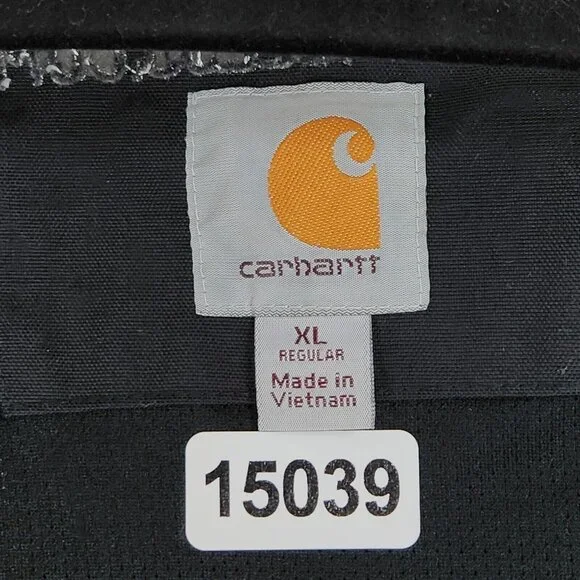 carhartt
XL
REGULAR
Made in
Vietnam
15039